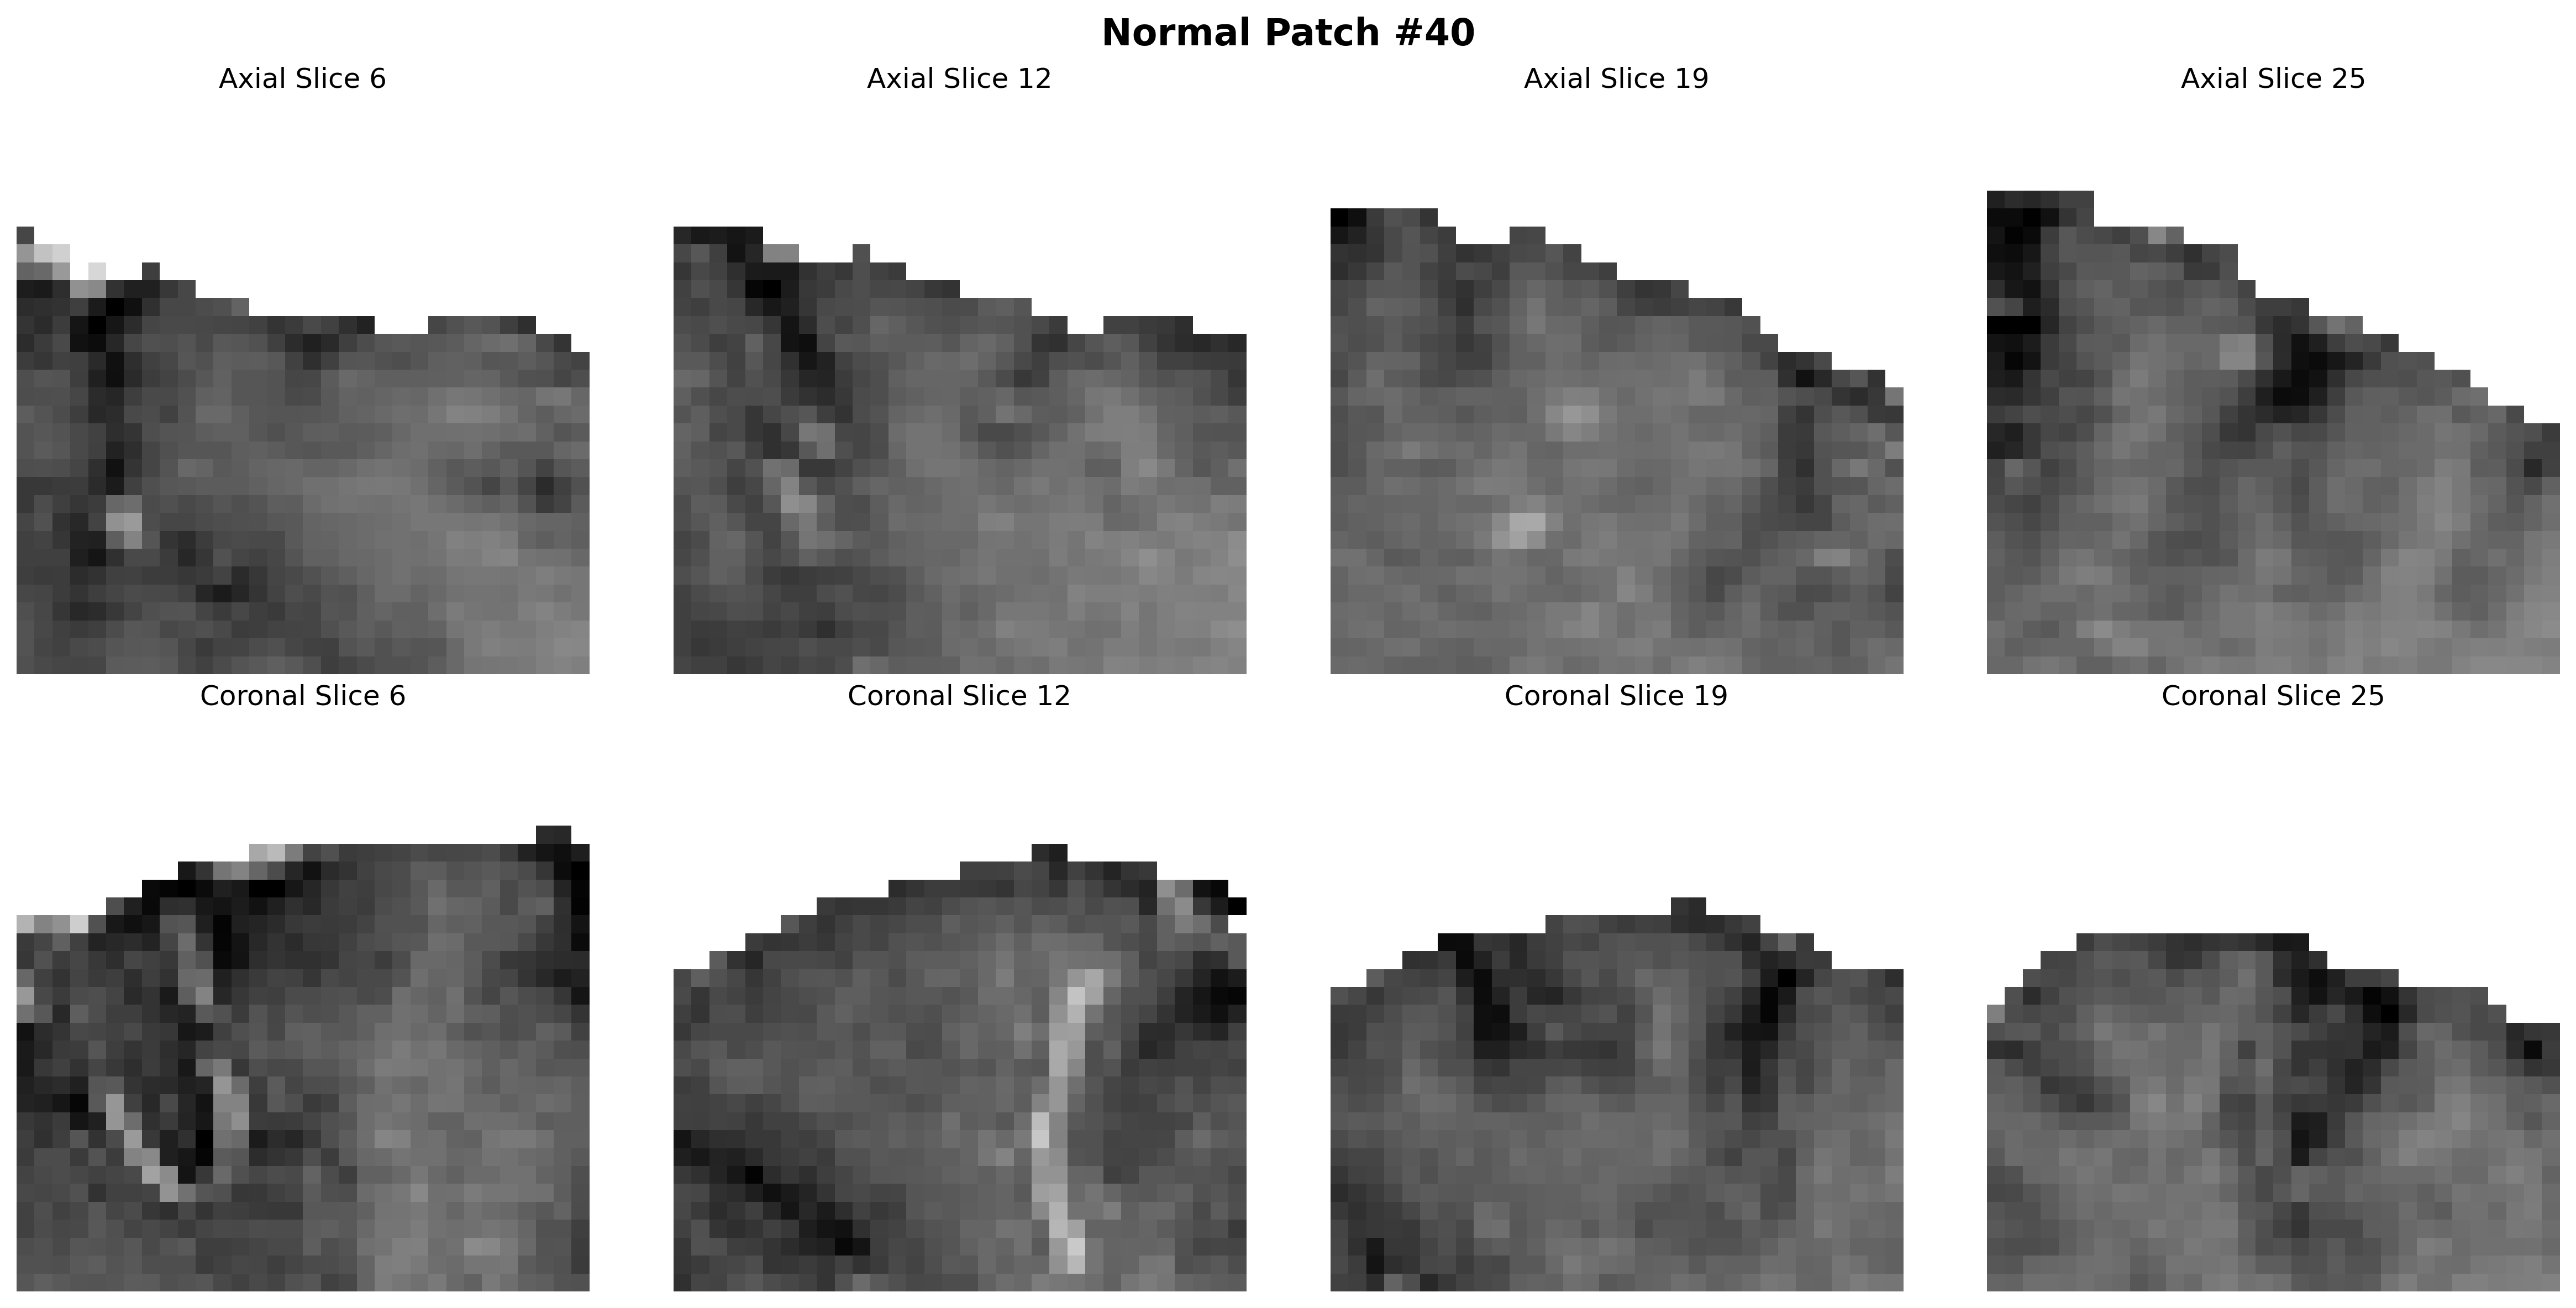 Normal Patch #40
Axial Slice 6
Axial Slice 12
Axial Slice 19
Axial Slice 25
Coronal Slice 6
Coronal Slice 12
Coronal Slice 19
Coronal Slice 25